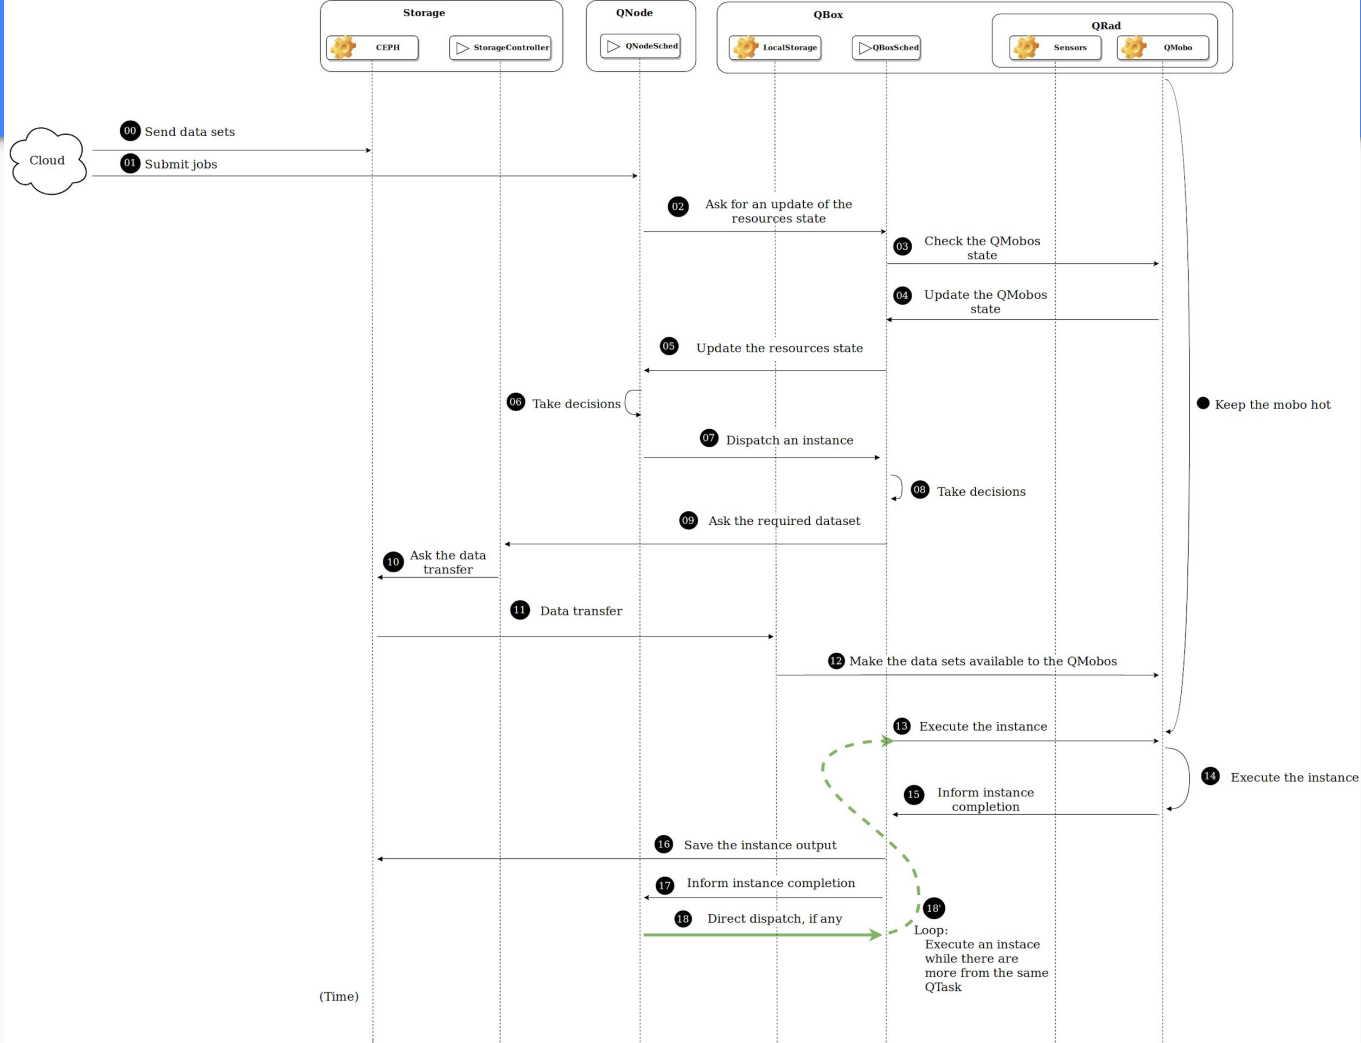 Storage
QNode
QBox
QRad
CEPH
StorageController
QNodeSched
LocalStorage
QBoxSched
Sensors
QMobo
Cloud
00 Send data sets
01 Submit jobs
02 Ask for an update of the
resources state
03 Check the QMobos
state
04 Update the QMobos
state
05 Update the resources state
06 Take decisions
Keep the mobo hot
07 Dispatch an instance
08 Take decisions
09 Ask the required dataset
10 Ask the data
transfer
11 Data transfer
12 Make the data sets available to the QMobos
13 Execute the instance
14 Execute the instance
15 Inform instance
completion
16 Save the instance output
17 Inform instance completion
18 Direct dispatch, if any
18'
Loop:
Execute an instace
while there are
more from the same
QTask
(Time)